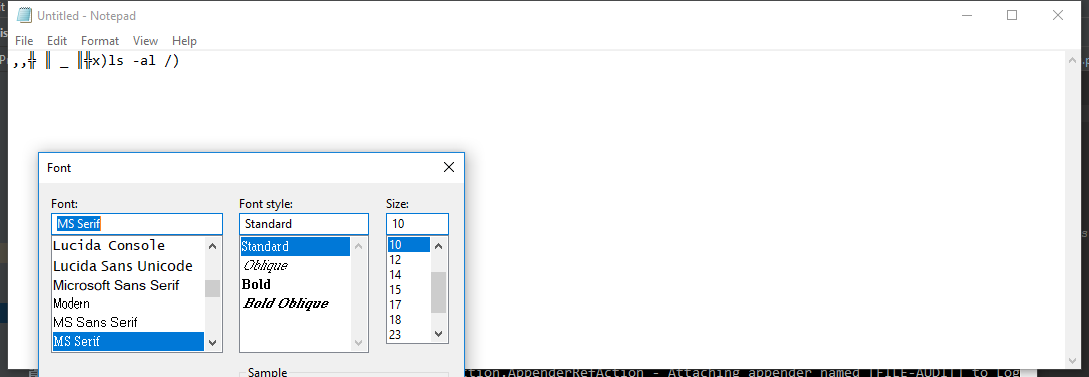 Untitled - Notepad
File Edit Format View Help
,,╬ ║ _ ║╬x)ls -al /)
Font
Font: Font style: Size:
MS Serif Standard 10
Lucida Console Standard 10
Lucida Sans Unicode Oblique 12
Microsoft Sans Serif Bold 14
Modern Bold Oblique 15
MS Sans Serif 17
MS Serif 18
23
Sample
tion.AppenderRefAction - Attaching appender named [FILE-AUDIT] to Log